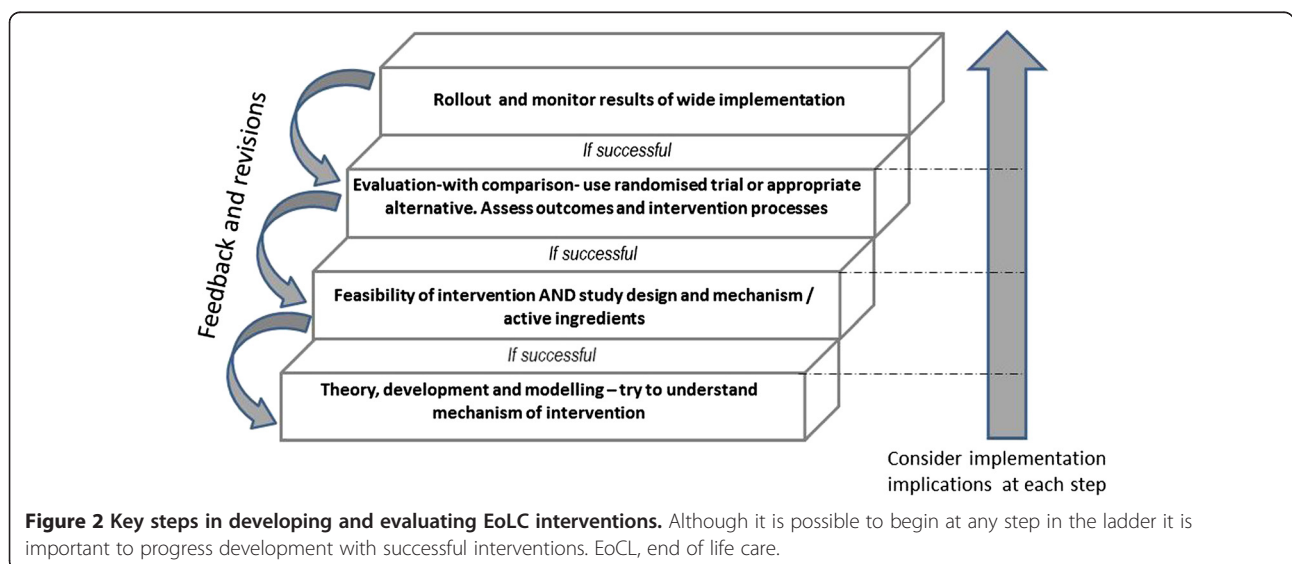 Feedback and revisions
Rollout and monitor results of wide implementation
If successful
Evaluation-with comparison- use randomised trial or appropriate
alternative. Assess outcomes and intervention processes
If successful
Feasibility of intervention AND study design and mechanism /
active ingredients
If successful
Theory, development and modelling – try to understand
mechanism of intervention
Consider implementation
implications at each step
Figure 2 Key steps in developing and evaluating EoLC interventions. Although it is possible to begin at any step in the ladder it is
important to progress development with successful interventions. EoCL, end of life care.